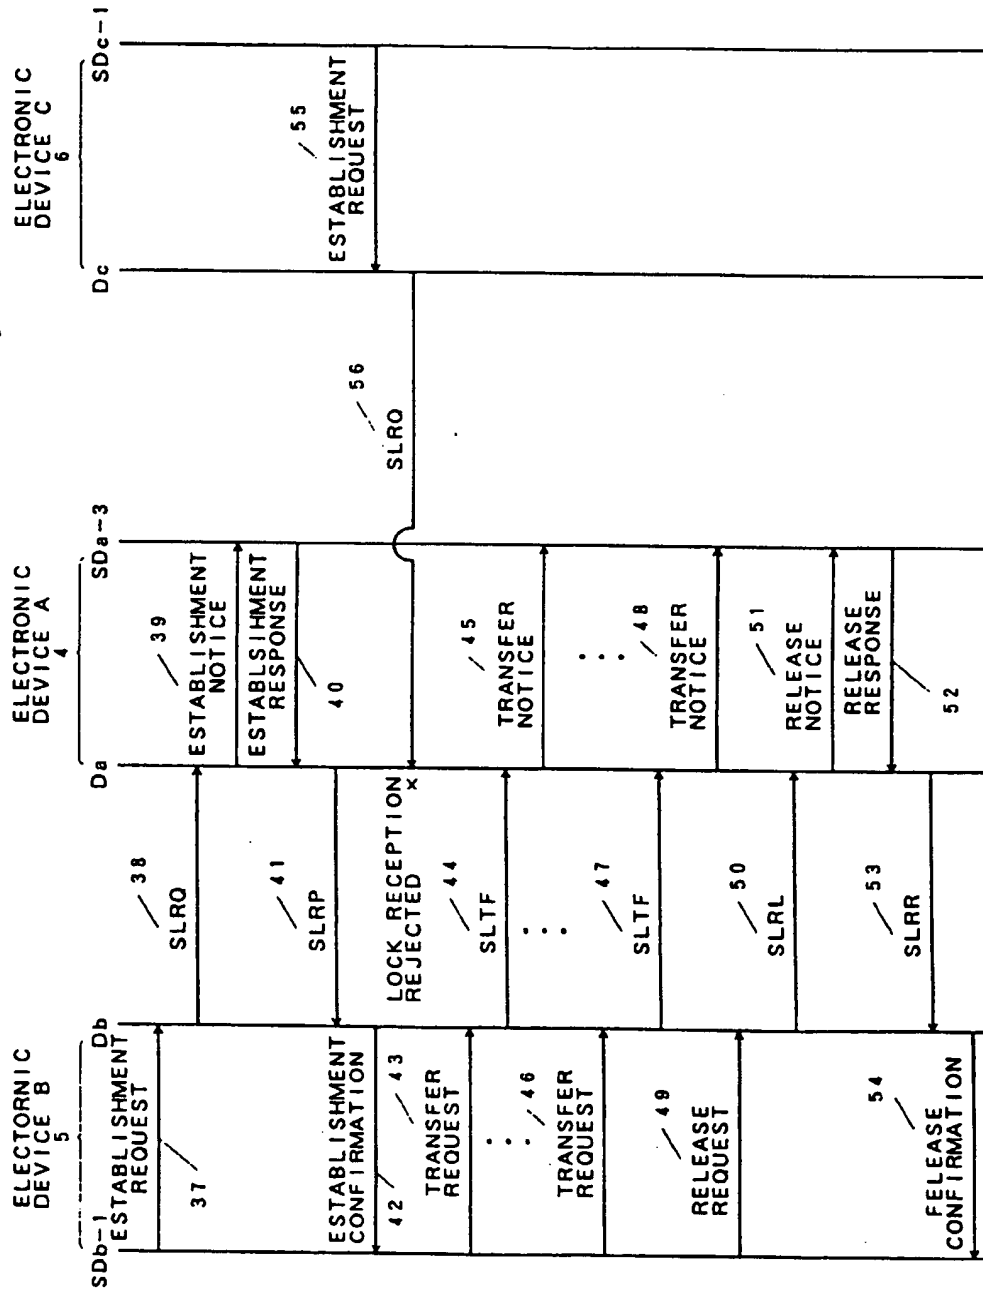 ELECTORNIC
DEVICE B
5
ELECTRONIC
DEVICE A
4
ELECTRONIC
DEVICE C
6
SDb-1
Db
Da
SDa-3
Dc
SDc-1
ESTABLISHMENT
REQUEST
37
38
SLRQ
39
ESTABLISHMENT
NOTICE
ESTABLSIHMENT
RESPONSE
40
41
SLRP
ESTABLISHMENT
CONFIRMATION
42
55
ESTABLISHMENT
REQUEST
56
SLRQ
LOCK RECEPTION
REJECTED
x
43
TRANSFER
REQUEST
44
SLTF
45
TRANSFER
NOTICE
...
...
...
46
TRANSFER
REQUEST
47
SLTF
48
TRANSFER
NOTICE
49
RELEASE
REQUEST
50
SLRL
51
RELEASE
NOTICE
RELEASE
RESPONSE
52
53
SLRR
54
FELEASE
CONFIRMATION